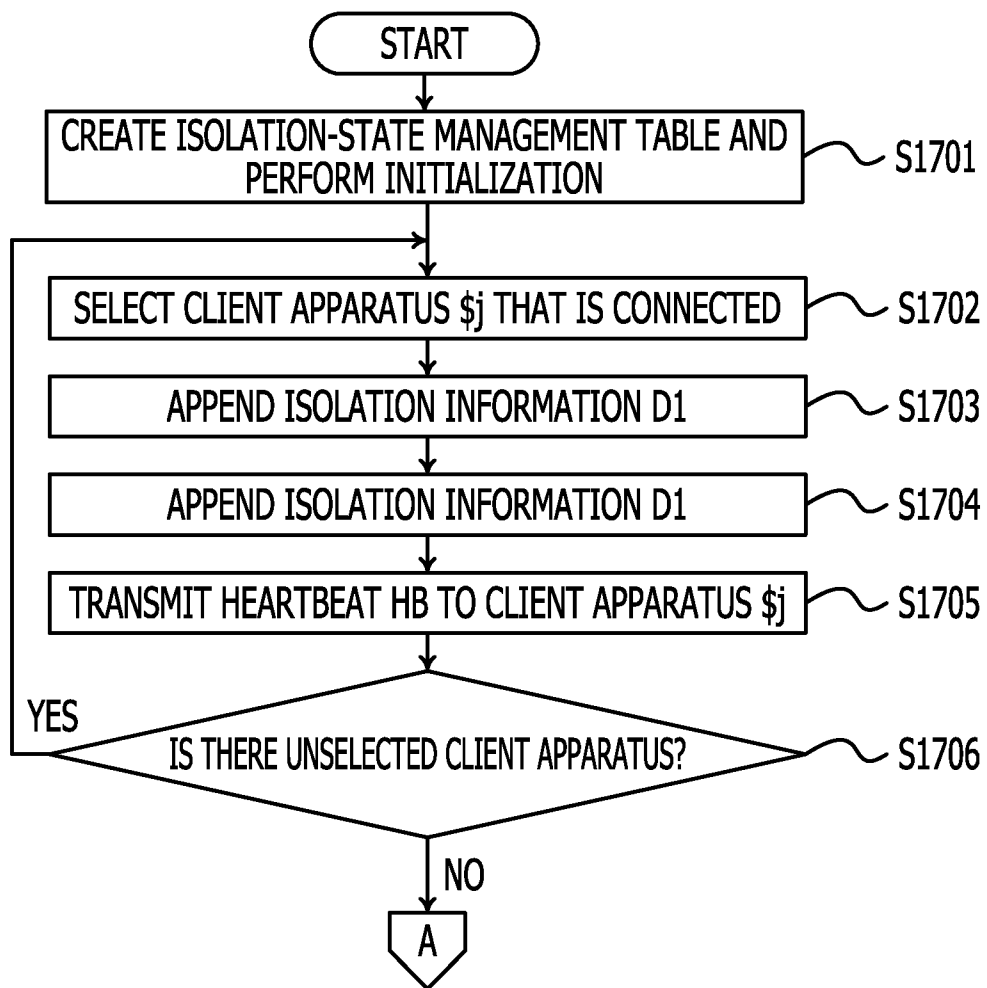 START
CREATE ISOLATION-STATE MANAGEMENT TABLE AND
PERFORM INITIALIZATION
S1701
SELECT CLIENT APPARATUS $j THAT IS CONNECTED
S1702
APPEND ISOLATION INFORMATION D1
S1703
APPEND ISOLATION INFORMATION D1
S1704
TRANSMIT HEARTBEAT HB TO CLIENT APPARATUS $j
S1705
YES
IS THERE UNSELECTED CLIENT APPARATUS?
S1706
NO
A